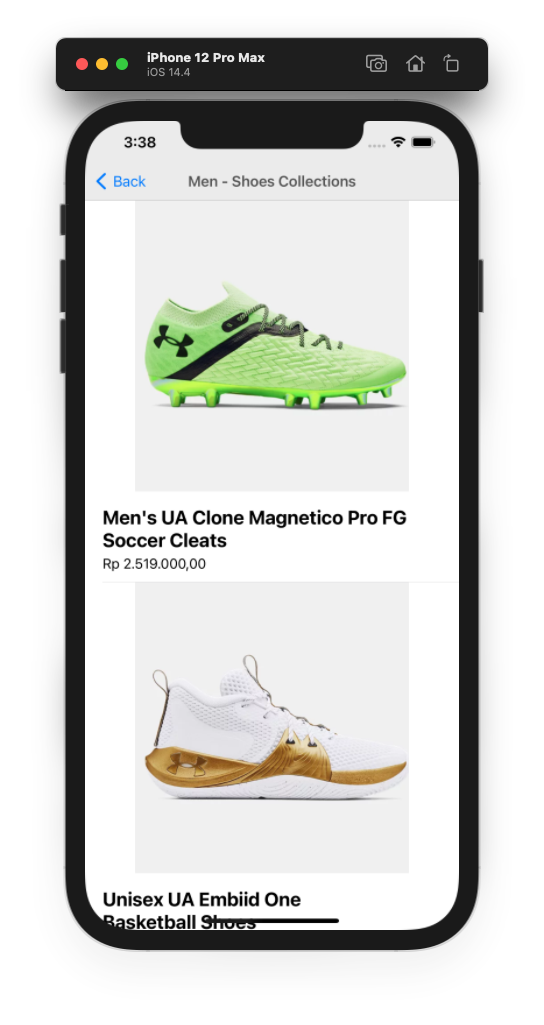 iPhone 12 Pro Max
iOS 14.4
3:38
Back
Men - Shoes Collections
Men's UA Clone Magnetico Pro FG
Soccer Cleats
Rp 2.519.000,00
Unisex UA Embiid One
Basketball Shoes